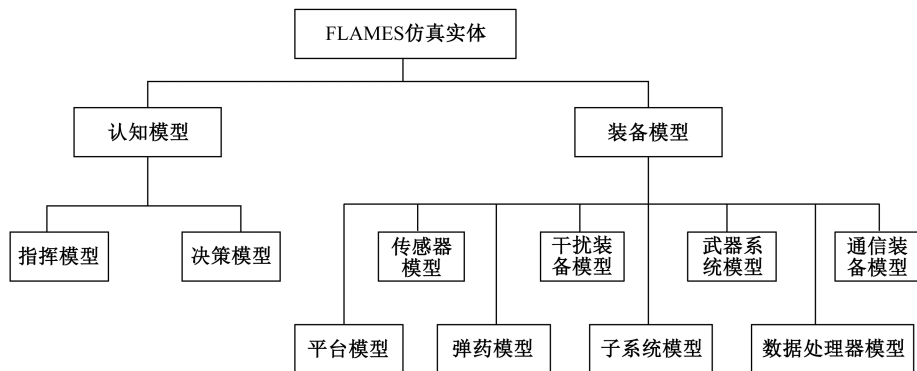 FLAMES仿真实体
认知模型
装备模型
指挥模型
决策模型
传感器
模型
干扰装
备模型
武器系
统模型
通信装
备模型
平台模型
弹药模型
子系统模型
数据处理器模型